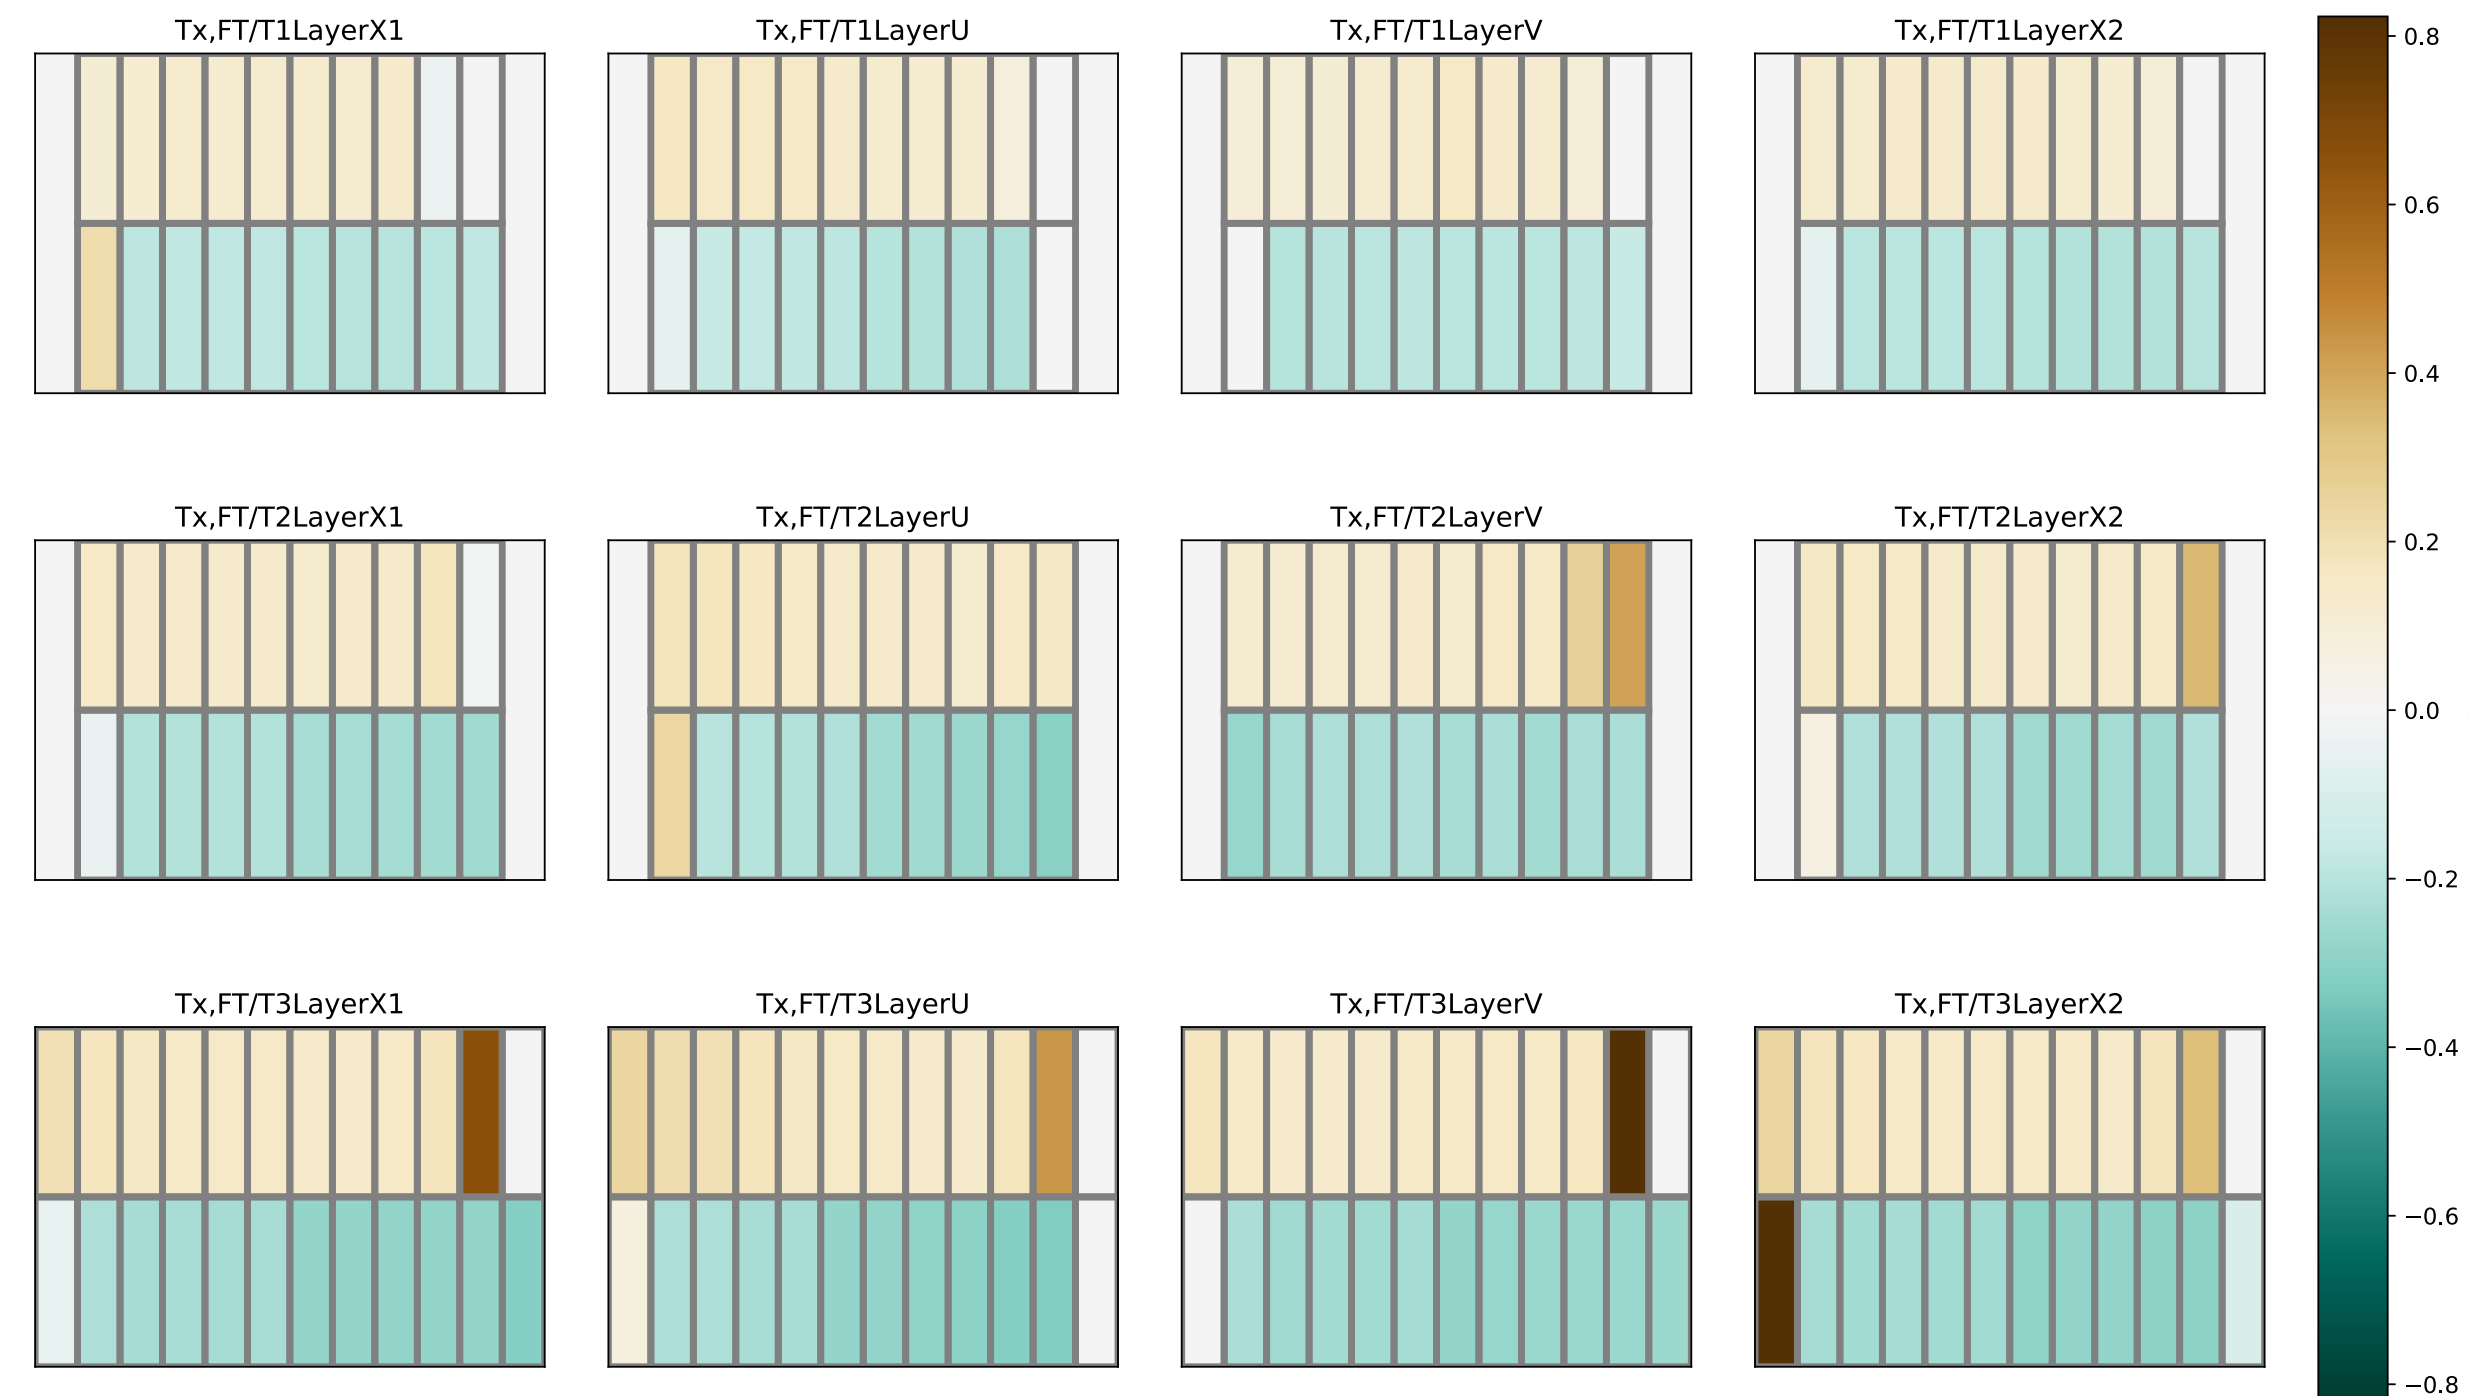 Tx,FT/T1LayerX1
Tx,FT/T1LayerU
Tx,FT/T1LayerV
Tx,FT/T1LayerX2
Tx,FT/T2LayerX1
Tx,FT/T2LayerU
Tx,FT/T2LayerV
Tx,FT/T2LayerX2
Tx,FT/T3LayerX1
Tx,FT/T3LayerU
Tx,FT/T3LayerV
Tx,FT/T3LayerX2
0.8
0.6
0.4
0.2
0.0
−0.2
−0.4
−0.6
−0.8